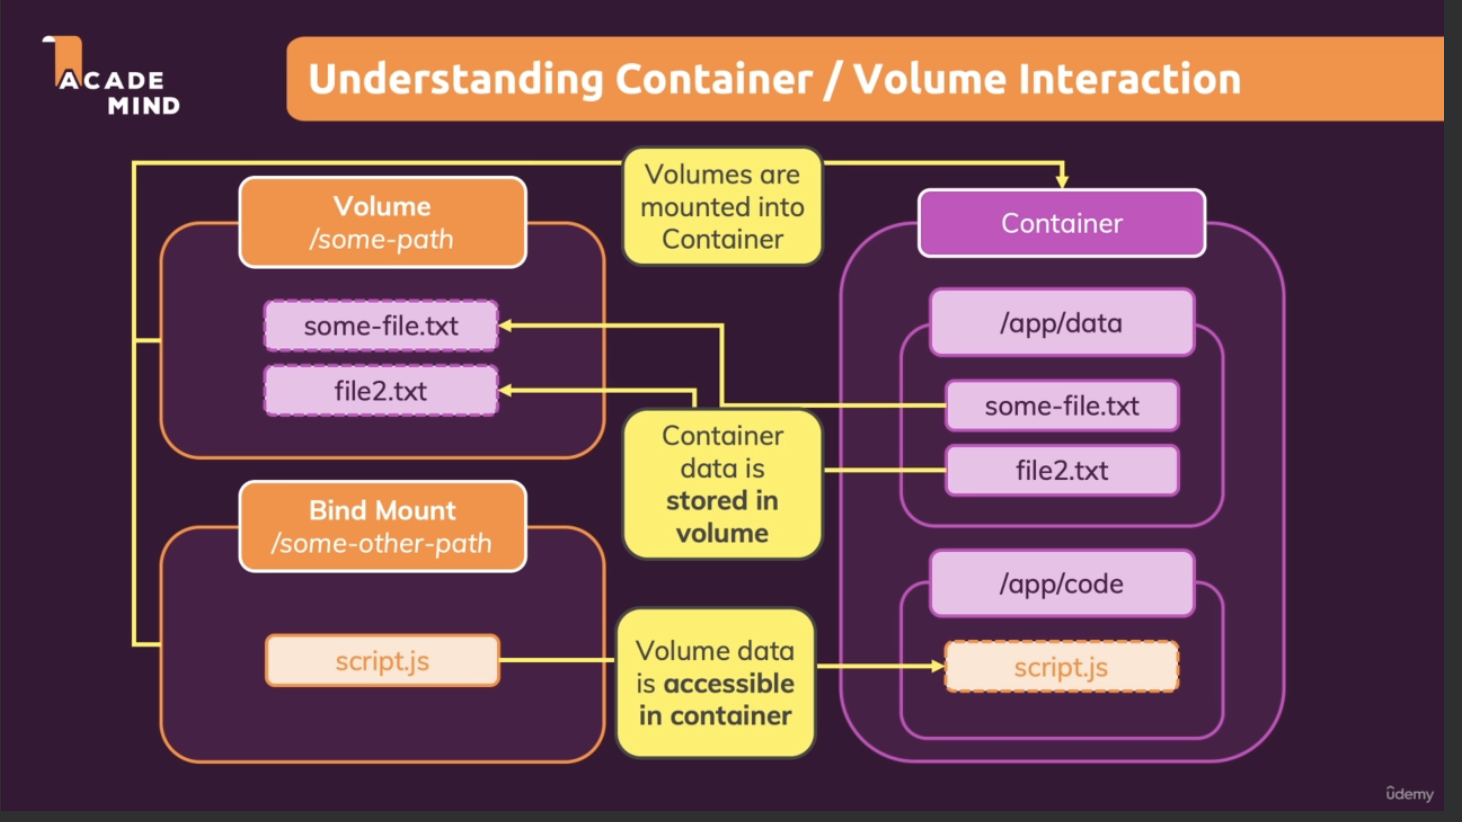 ACADE
MIND
Understanding Container / Volume Interaction
Volume
/some-path
some-file.txt
file2.txt
Bind Mount
/some-other-path
script.js
Volumes are
mounted into
Container
Container
data is
stored in
volume
Volume data
is accessible
in container
Container
/app/data
some-file.txt
file2.txt
/app/code
script.js
ûdemy